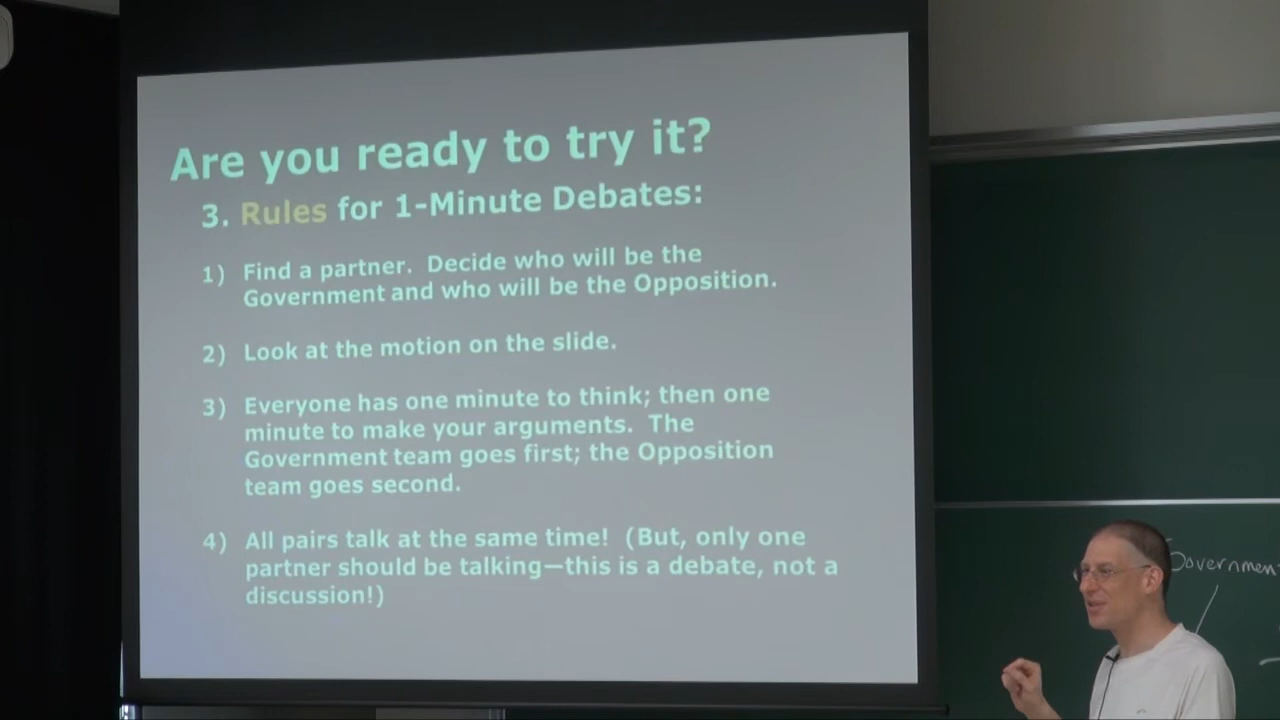 Are you ready to try it?
3. Rules for 1-Minute Debates:
1) Find a partner.  Decide who will be the
Government and who will be the Opposition.
2) Look at the motion on the slide.
3) Everyone has one minute to think; then one
minute to make your arguments.  The
Government team goes first; the Opposition
team goes second.
4) All pairs talk at the same time!  (But, only one
partner should be talking—this is a debate, not a
discussion!)
Government